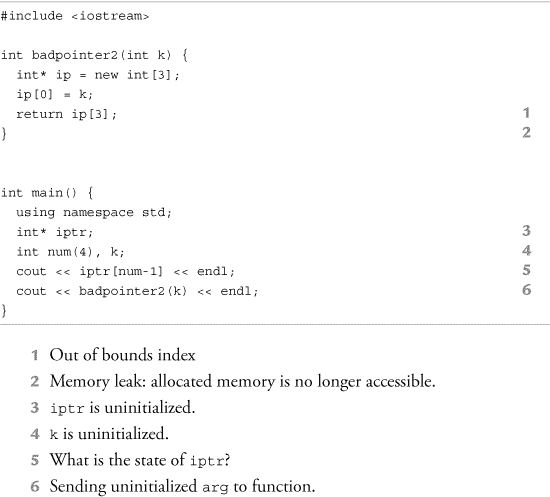 #include <iostream>
int badpointer2(int k) {
  int* ip = new int[3];
  ip[0] = k;
  return ip[3]; 1
} 2
int main() {
  using namespace std;
  int* iptr; 3
  int num(4), k; 4
  cout << iptr[num-1] << endl; 5
  cout << badpointer2(k) << endl; 6
}
1 Out of bounds index
2 Memory leak: allocated memory is no longer accessible.
3 iptr is uninitialized.
4 k is uninitialized.
5 What is the state of iptr?
6 Sending uninitialized arg to function.